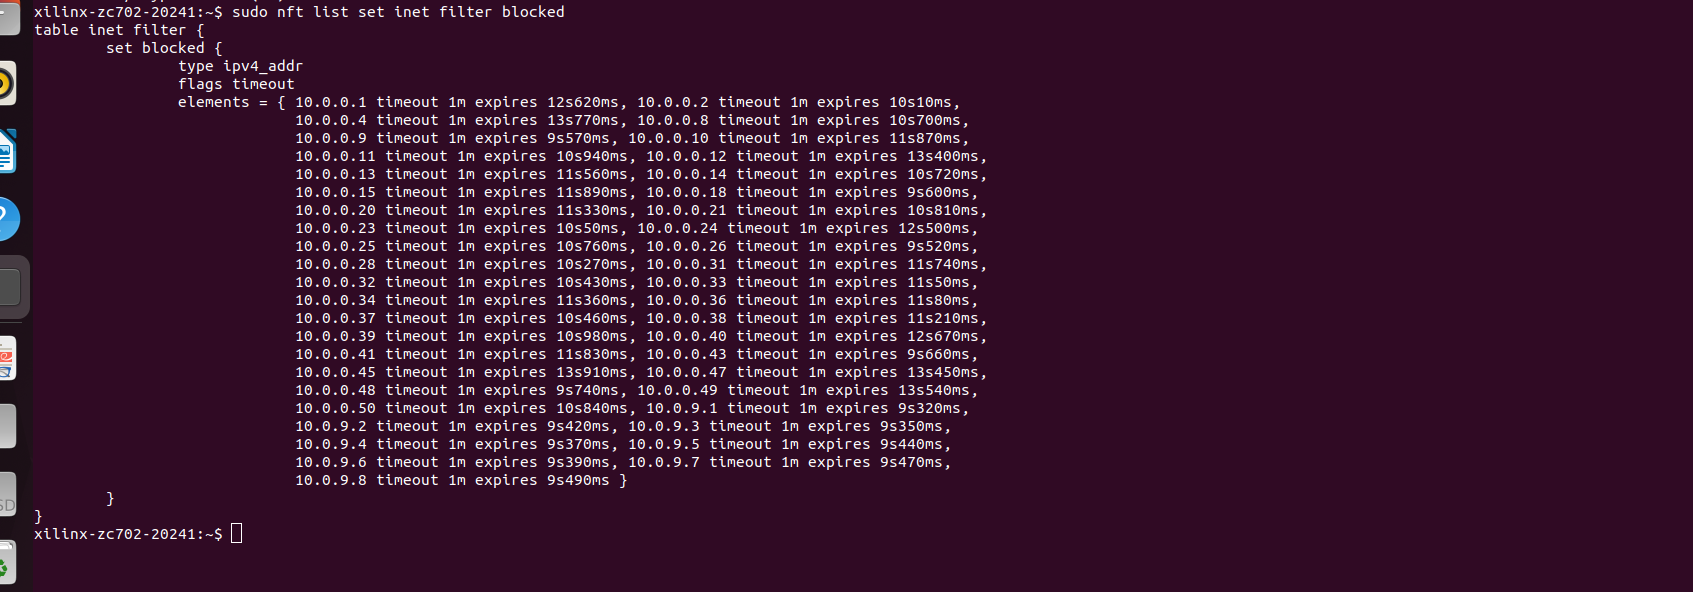 xilinx-zc702-20241:~$ sudo nft list set inet filter blocked
table inet filter {
set blocked {
type ipv4_addr
flags timeout
elements = { 10.0.0.1 timeout 1m expires 12s620ms, 10.0.0.2 timeout 1m expires 10s10ms,
10.0.0.4 timeout 1m expires 13s770ms, 10.0.0.8 timeout 1m expires 10s700ms,
10.0.0.9 timeout 1m expires 9s570ms, 10.0.0.10 timeout 1m expires 11s870ms,
10.0.0.11 timeout 1m expires 10s940ms, 10.0.0.12 timeout 1m expires 13s400ms,
10.0.0.13 timeout 1m expires 11s560ms, 10.0.0.14 timeout 1m expires 10s720ms,
10.0.0.15 timeout 1m expires 11s890ms, 10.0.0.18 timeout 1m expires 9s600ms,
10.0.0.20 timeout 1m expires 11s330ms, 10.0.0.21 timeout 1m expires 10s810ms,
10.0.0.23 timeout 1m expires 10s50ms, 10.0.0.24 timeout 1m expires 12s500ms,
10.0.0.25 timeout 1m expires 10s760ms, 10.0.0.26 timeout 1m expires 9s520ms,
10.0.0.28 timeout 1m expires 10s270ms, 10.0.0.31 timeout 1m expires 11s740ms,
10.0.0.32 timeout 1m expires 10s430ms, 10.0.0.33 timeout 1m expires 11s50ms,
10.0.0.34 timeout 1m expires 11s360ms, 10.0.0.36 timeout 1m expires 11s80ms,
10.0.0.37 timeout 1m expires 10s460ms, 10.0.0.38 timeout 1m expires 11s210ms,
10.0.0.39 timeout 1m expires 10s980ms, 10.0.0.40 timeout 1m expires 12s670ms,
10.0.0.41 timeout 1m expires 11s830ms, 10.0.0.43 timeout 1m expires 9s660ms,
10.0.0.45 timeout 1m expires 13s910ms, 10.0.0.47 timeout 1m expires 13s450ms,
10.0.0.48 timeout 1m expires 9s740ms, 10.0.0.49 timeout 1m expires 13s540ms,
10.0.0.50 timeout 1m expires 10s840ms, 10.0.9.1 timeout 1m expires 9s320ms,
10.0.9.2 timeout 1m expires 9s420ms, 10.0.9.3 timeout 1m expires 9s350ms,
10.0.9.4 timeout 1m expires 9s370ms, 10.0.9.5 timeout 1m expires 9s440ms,
10.0.9.6 timeout 1m expires 9s390ms, 10.0.9.7 timeout 1m expires 9s470ms,
10.0.9.8 timeout 1m expires 9s490ms }
}
}
xilinx-zc702-20241:~$